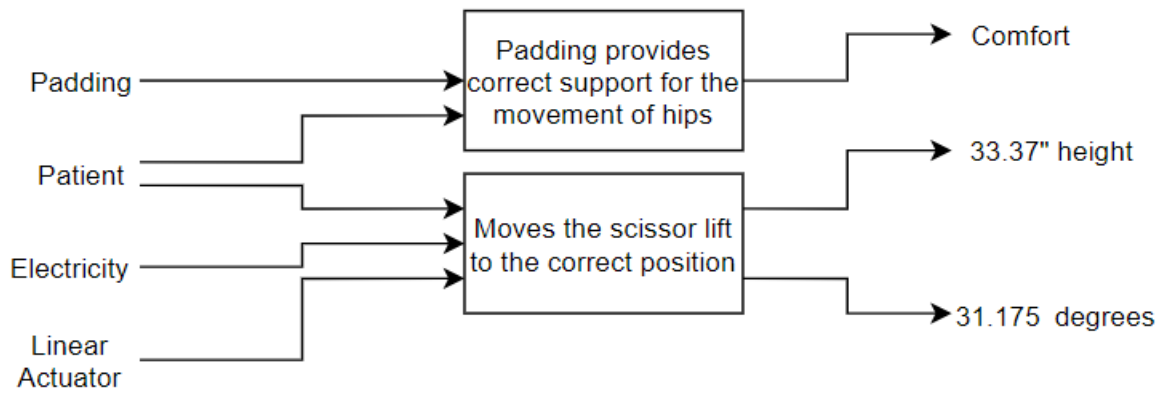 Padding
Patient
Electricity
Linear
Actuator
Padding provides
correct support for the
movement of hips
Moves the scissor lift
to the correct position
Comfort
33.37" height
31.175 degrees